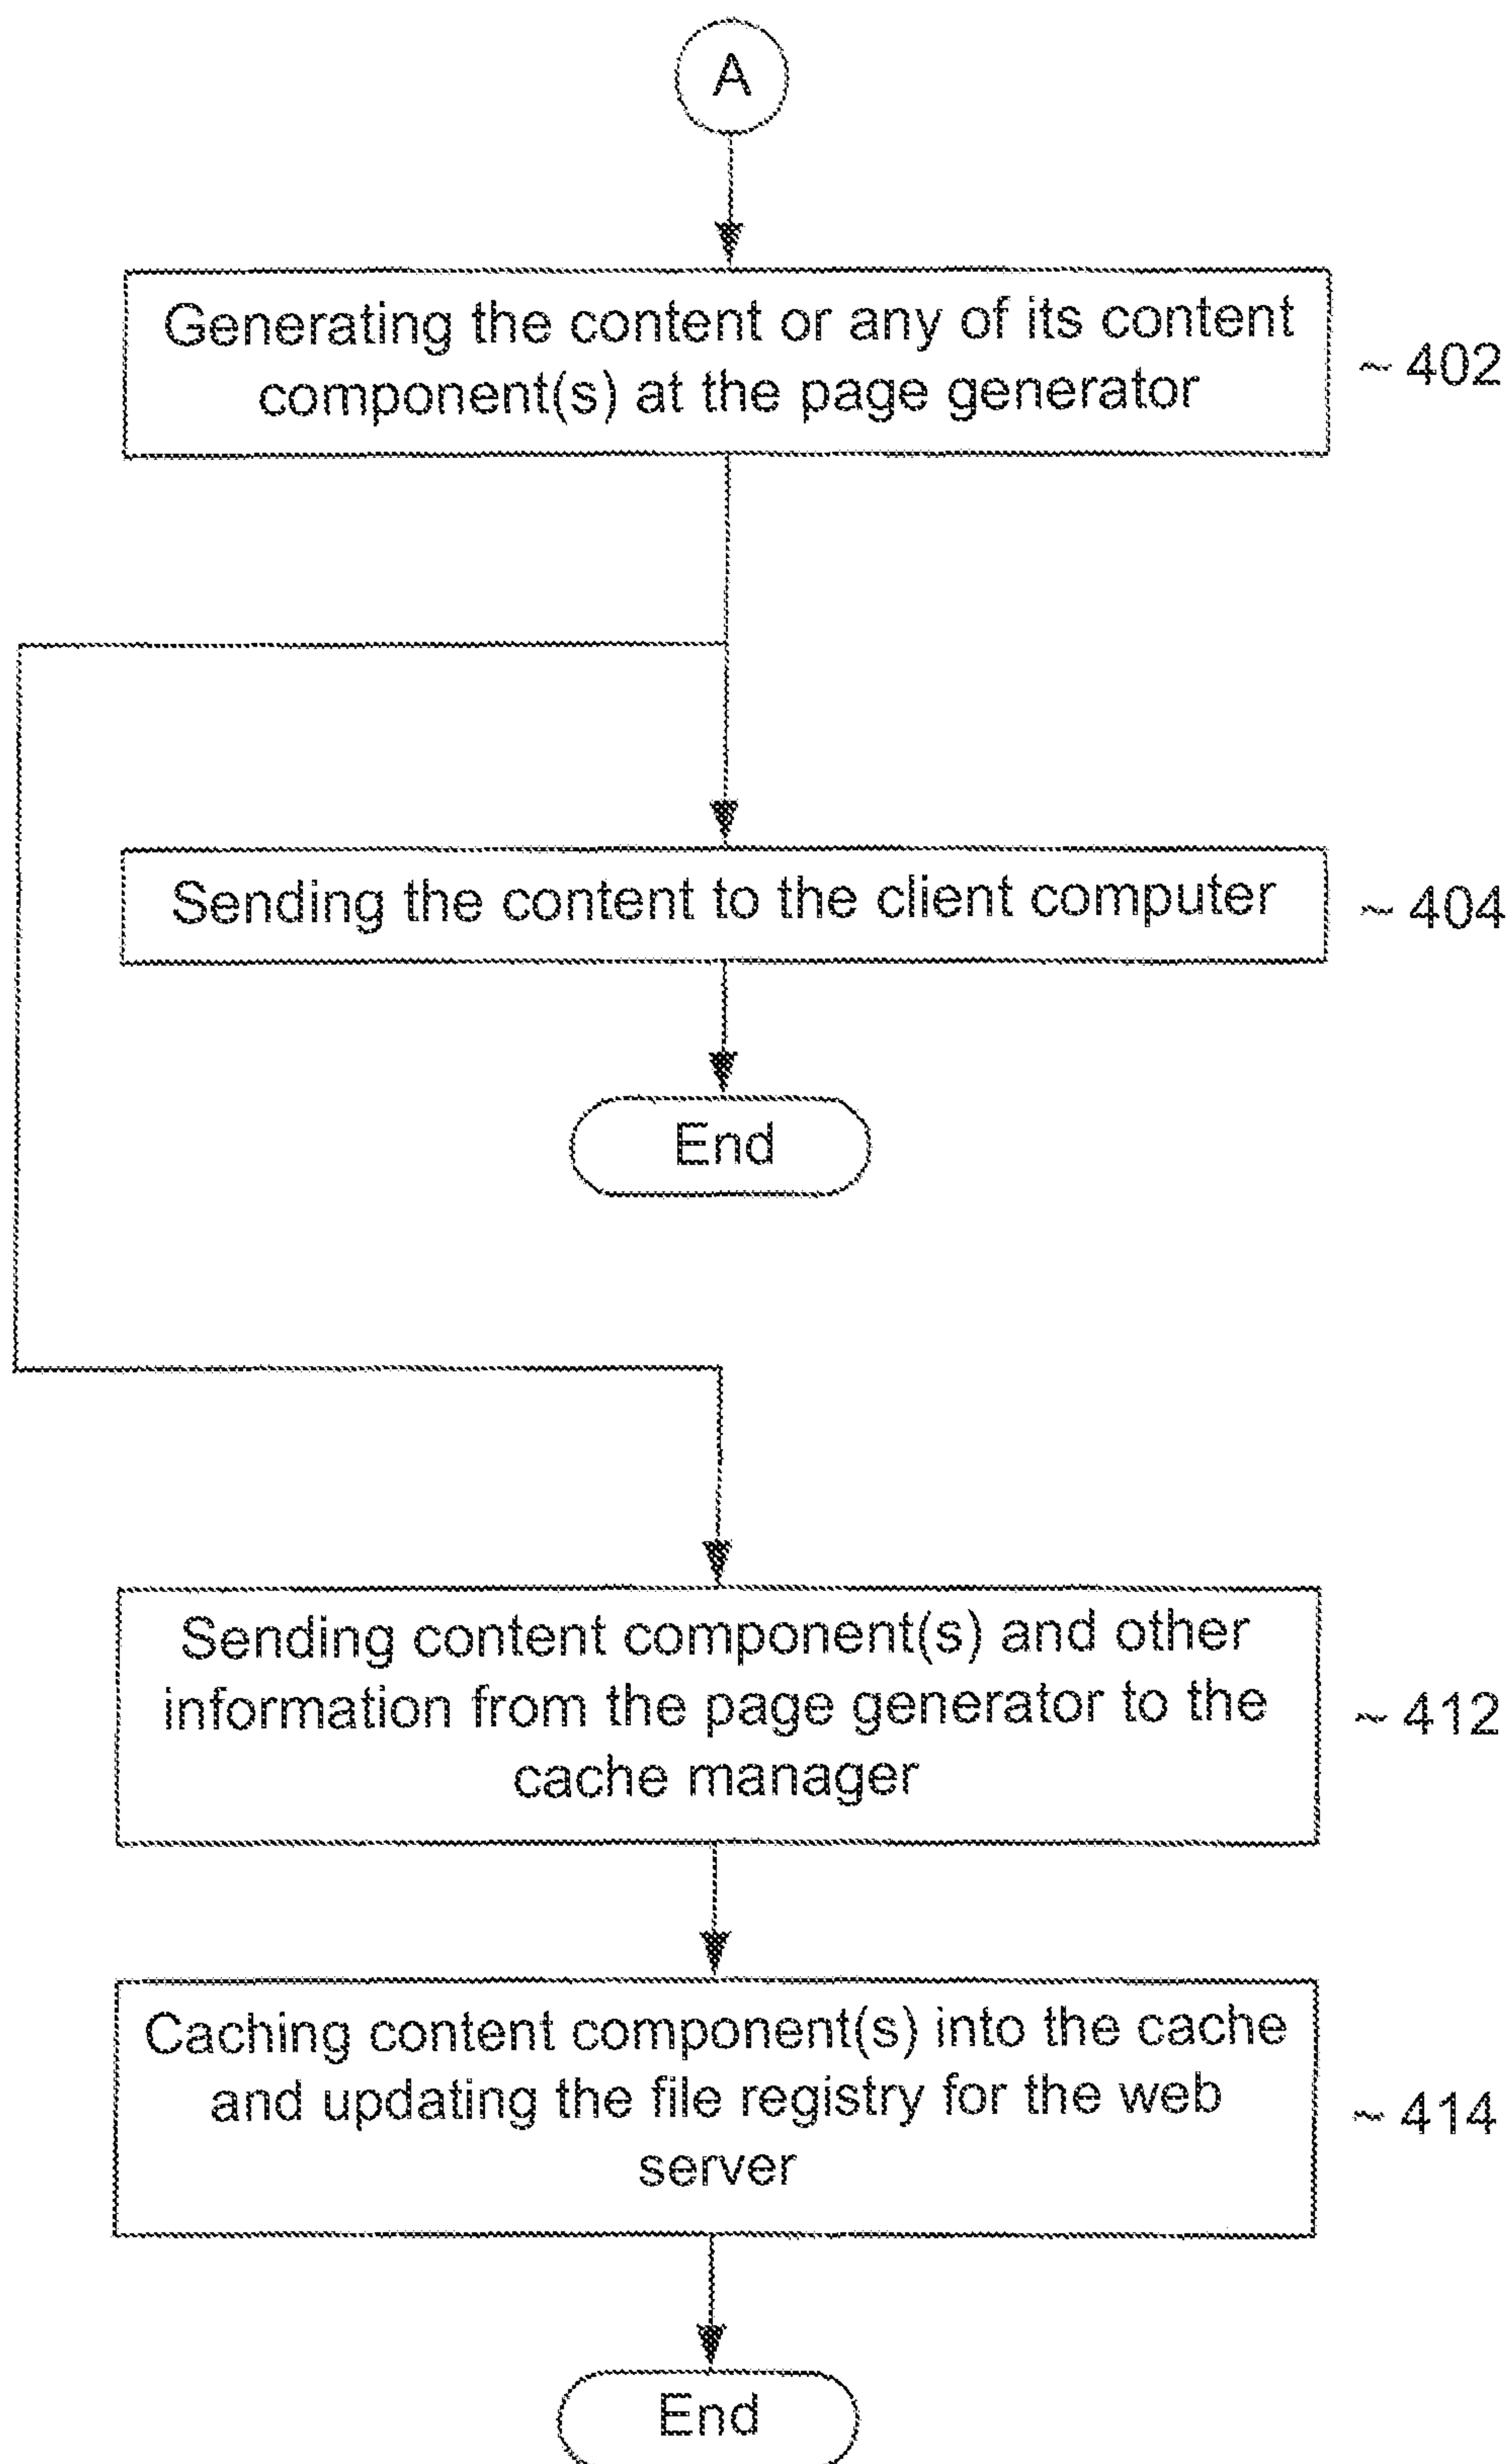 A
Generating the content or any of its content
component(s) at the page generator
~ 402
Sending the content to the client computer
~ 404
End
Sending content component(s) and other
information from the page generator to the
cache manager
~ 412
Caching content component(s) into the cache
and updating the file registry for the web
server
~ 414
End